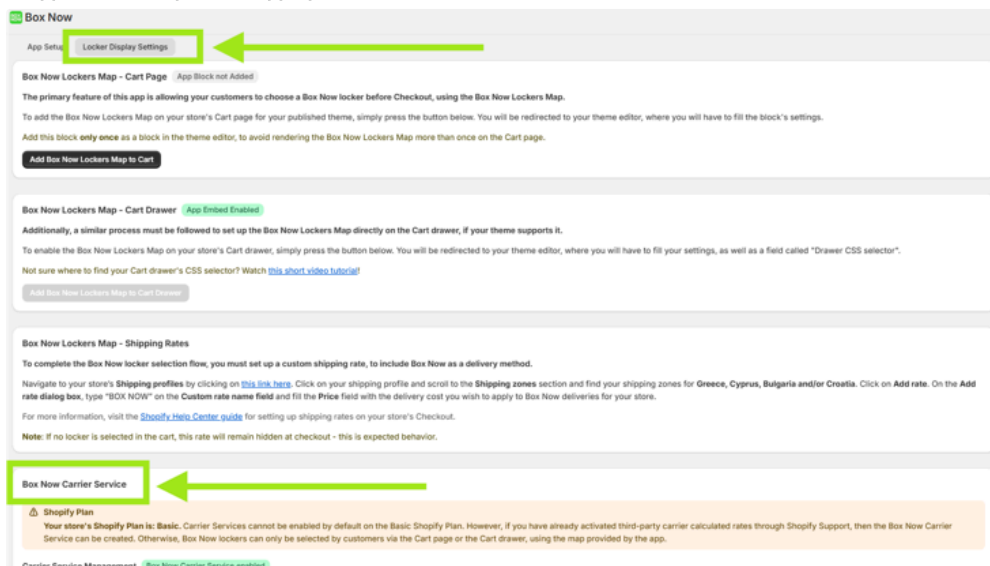 Box Now
App Setup Locker Display Settings
Box Now Lockers Map - Cart Page App Block not Added
The primary feature of this app is allowing your customers to choose a Box Now locker before Checkout, using the Box Now Lockers Map.
To add the Box Now Lockers Map on your store's Cart page for your published theme, simply press the button below. You will be redirected to your theme editor, where you will have to fill the block's settings.
Add this block only once as a block in the theme editor, to avoid rendering the Box Now Lockers Map more than once on the Cart page.
Add Box Now Lockers Map to Cart
Box Now Lockers Map - Cart Drawer App Embed Enabled
Additionally, a similar process must be followed to set up the Box Now Lockers Map directly on the Cart drawer, if your theme supports it.
To enable the Box Now Lockers Map on your store's Cart drawer, simply press the button below. You will be redirected to your theme editor, where you will have to fill your settings, as well as a field called "Drawer CSS selector".
Not sure where to find your Cart drawer's CSS selector? Watch this short video tutorial!
Add Box Now Lockers Map to Cart Drawer
Box Now Lockers Map - Shipping Rates
To complete the Box Now locker selection flow, you must set up a custom shipping rate, to include Box Now as a delivery method.
Navigate to your store's Shipping profiles by clicking on this link here. Click on your shipping profile and scroll to the Shipping zones section and find your shipping zones for Greece, Cyprus, Bulgaria and/or Croatia. Click on Add rate. On the Add
rate dialog box, type "BOX NOW" on the Custom rate name field and fill the Price field with the delivery cost you wish to apply to Box Now deliveries for your store.
For more information, visit the Shopify Help Center guide for setting up shipping rates on your store's Checkout.
Note: If no locker is selected in the cart, this rate will remain hidden at checkout - this is expected behavior.
Box Now Carrier Service
Shopify Plan
Your store's Shopify Plan is: Basic. Carrier Services cannot be enabled by default on the Basic Shopify Plan. However, if you have already activated third-party carrier calculated rates through Shopify Support, then the Box Now Carrier
Service can be created. Otherwise, Box Now lockers can only be selected by customers via the Cart page or the Cart drawer, using the map provided by the app.
Carrier Service Management Box Now Carrier Service enabled